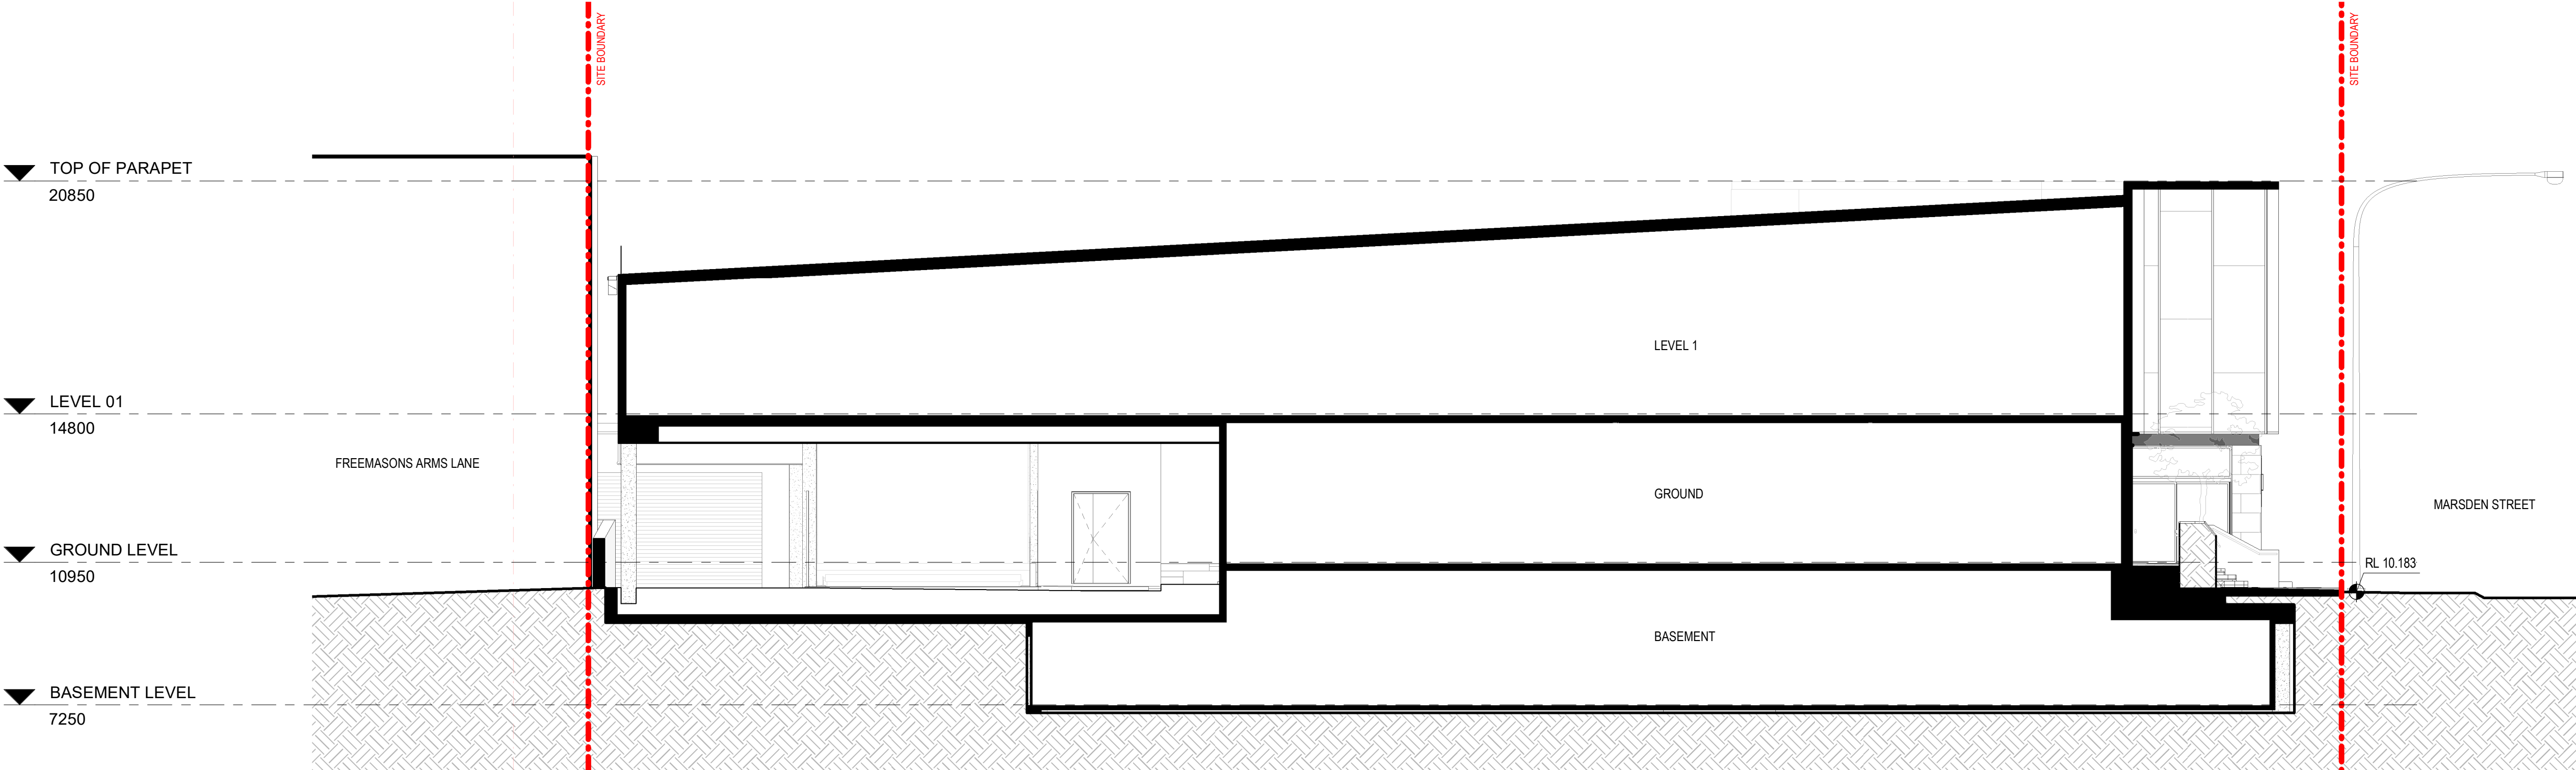 SITE BOUNDARY
SITE BOUNDARY
TOP OF PARAPET
20850
LEVEL 1
LEVEL 01
14800
FREEMASONS ARMS LANE
GROUND
MARSDEN STREET
GROUND LEVEL
10950
RL 10.183
BASEMENT
BASEMENT LEVEL
7250